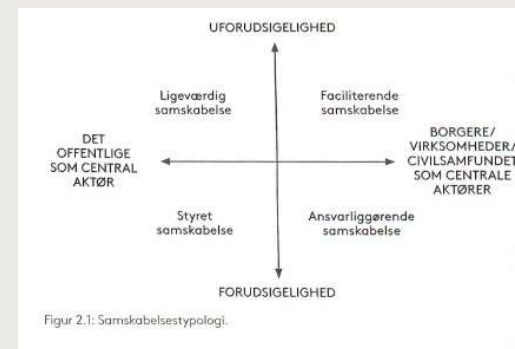 UFORUDSIGELIGHED
Ligeværdig
samskabelse
Faciliterende
samskabelse
DET
OFFENTLIGE
SOM CENTRAL
AKTØR
BORGERE/
VIRKSOMHEDER/
CIVILSAMFUNDET
SOM CENTRALE
AKTØRER
Styret
samskabelse
Ansvarliggørende
samskabelse
FORUDSIGELIGHED
Figur 2.1: Samskabelsestypologi.